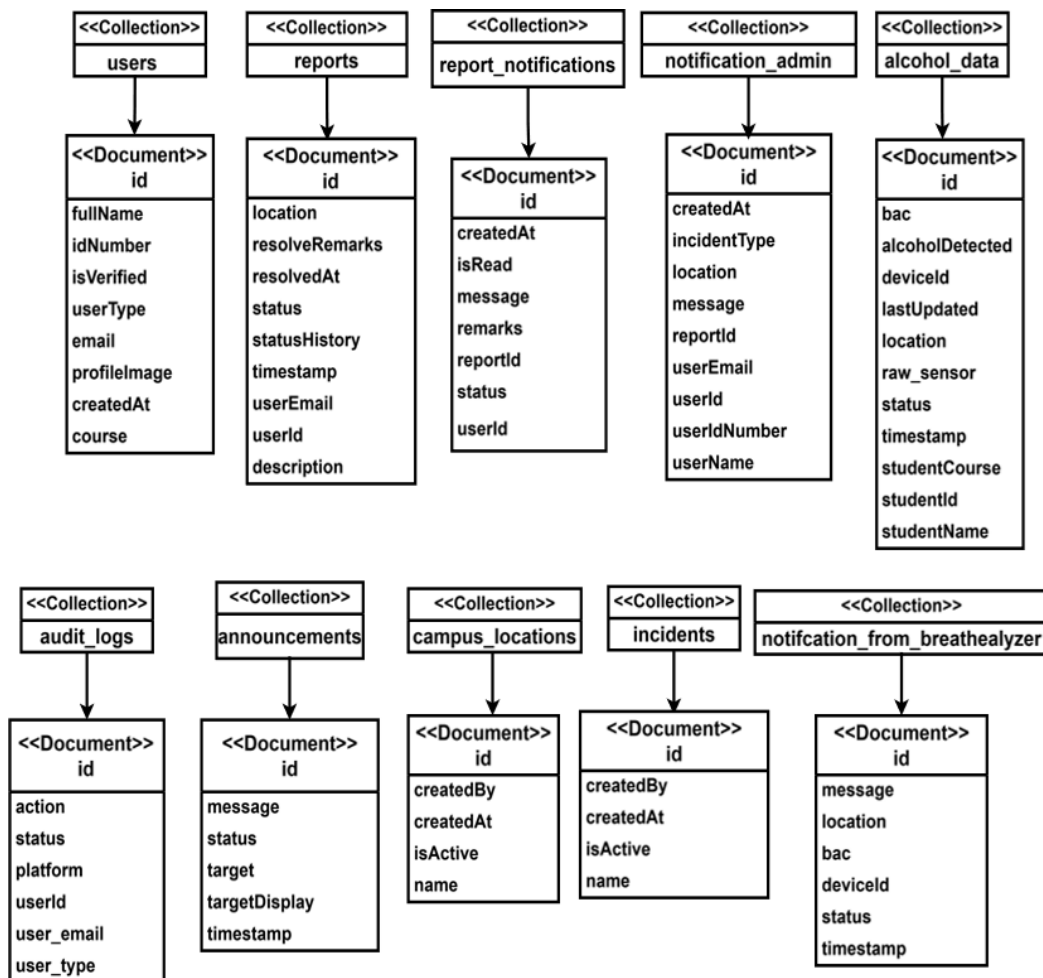 <<Collection>>
users
<<Document>>
id
fullName
idNumber
isVerified
userType
email
profileImage
createdAt
course
<<Collection>>
reports
<<Document>>
id
location
resolveRemarks
resolvedAt
status
statusHistory
timestamp
userEmail
userId
description
<<Collection>>
report_notifications
<<Document>>
id
createdAt
isRead
message
remarks
reportId
status
userId
<<Collection>>
notification_admin
<<Document>>
id
createdAt
incidentType
location
message
reportId
userEmail
userId
userIdNumber
userName
<<Collection>>
alcohol_data
<<Document>>
id
bac
alcoholDetected
deviceId
lastUpdated
location
raw_sensor
status
timestamp
studentCourse
studentId
studentName
<<Collection>>
audit_logs
<<Document>>
id
action
status
platform
userId
user_email
user_type
<<Collection>>
announcements
<<Document>>
id
message
status
target
targetDisplay
timestamp
<<Collection>>
campus_locations
<<Document>>
id
createdBy
createdAt
isActive
name
<<Collection>>
incidents
<<Document>>
id
createdBy
createdAt
isActive
name
<<Collection>>
notifcation_from_breathealyzer
<<Document>>
id
message
location
bac
deviceId
status
timestamp